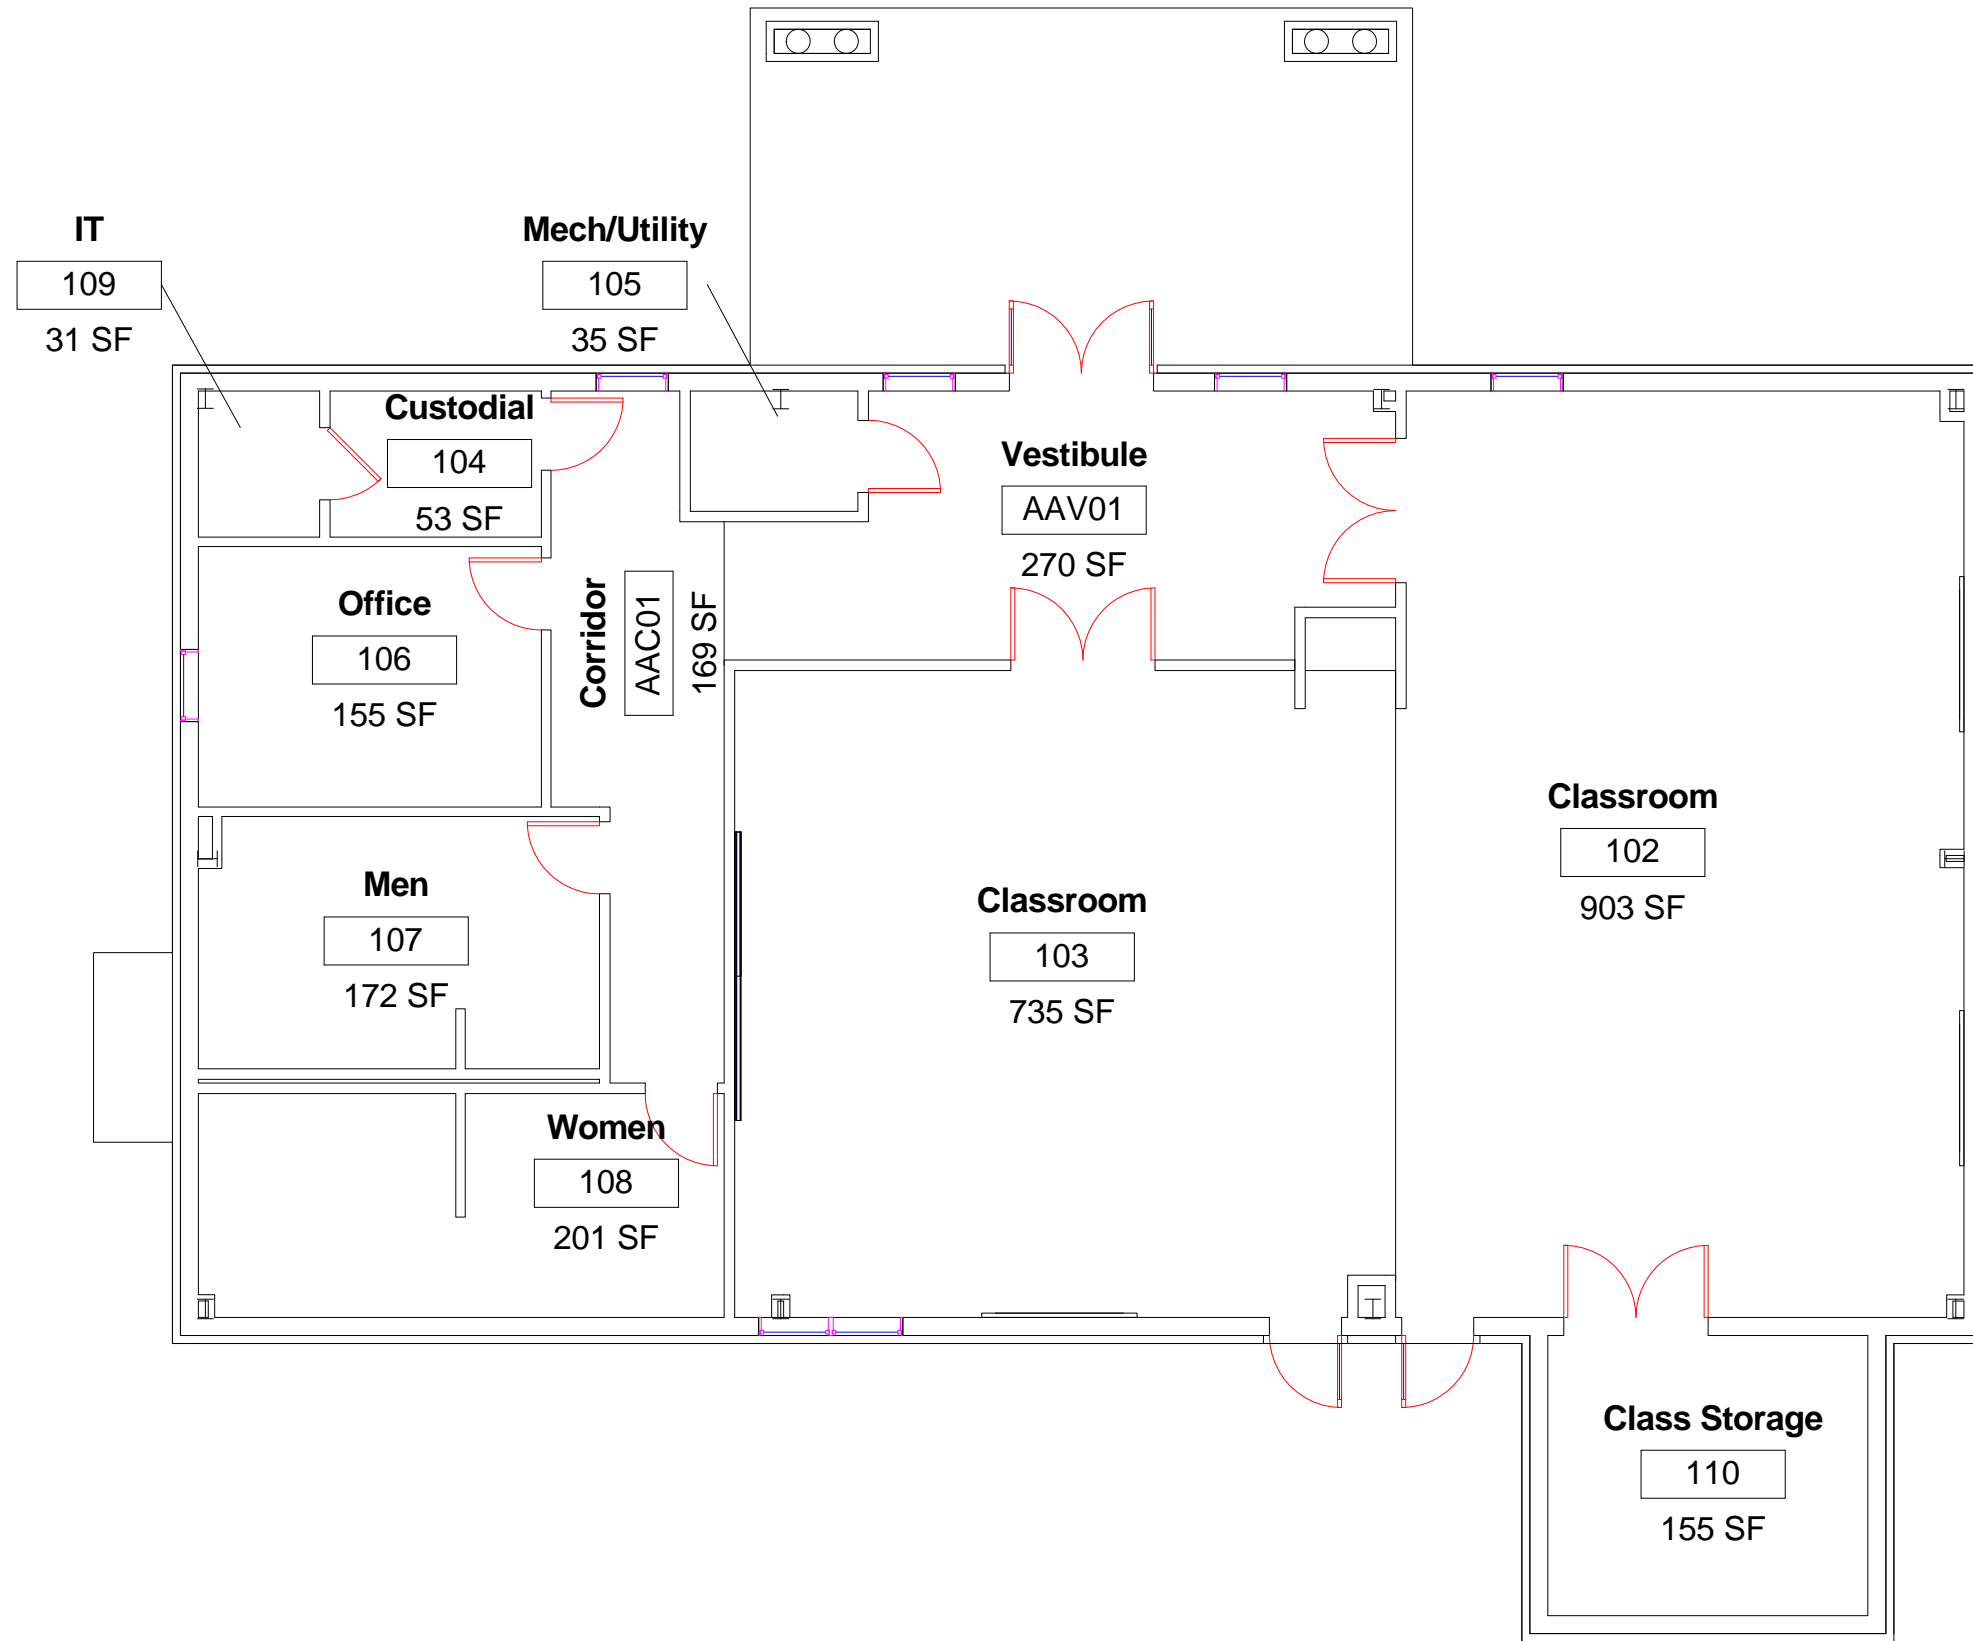 IT
109
31 SF
Mech/Utility
105
35 SF
Custodial
104
53 SF
Vestibule
AAV01
270 SF
Office
106
155 SF
Corridor
AAC01
169 SF
Classroom
102
903 SF
Men
107
172 SF
Classroom
103
735 SF
Women
108
201 SF
Class Storage
110
155 SF